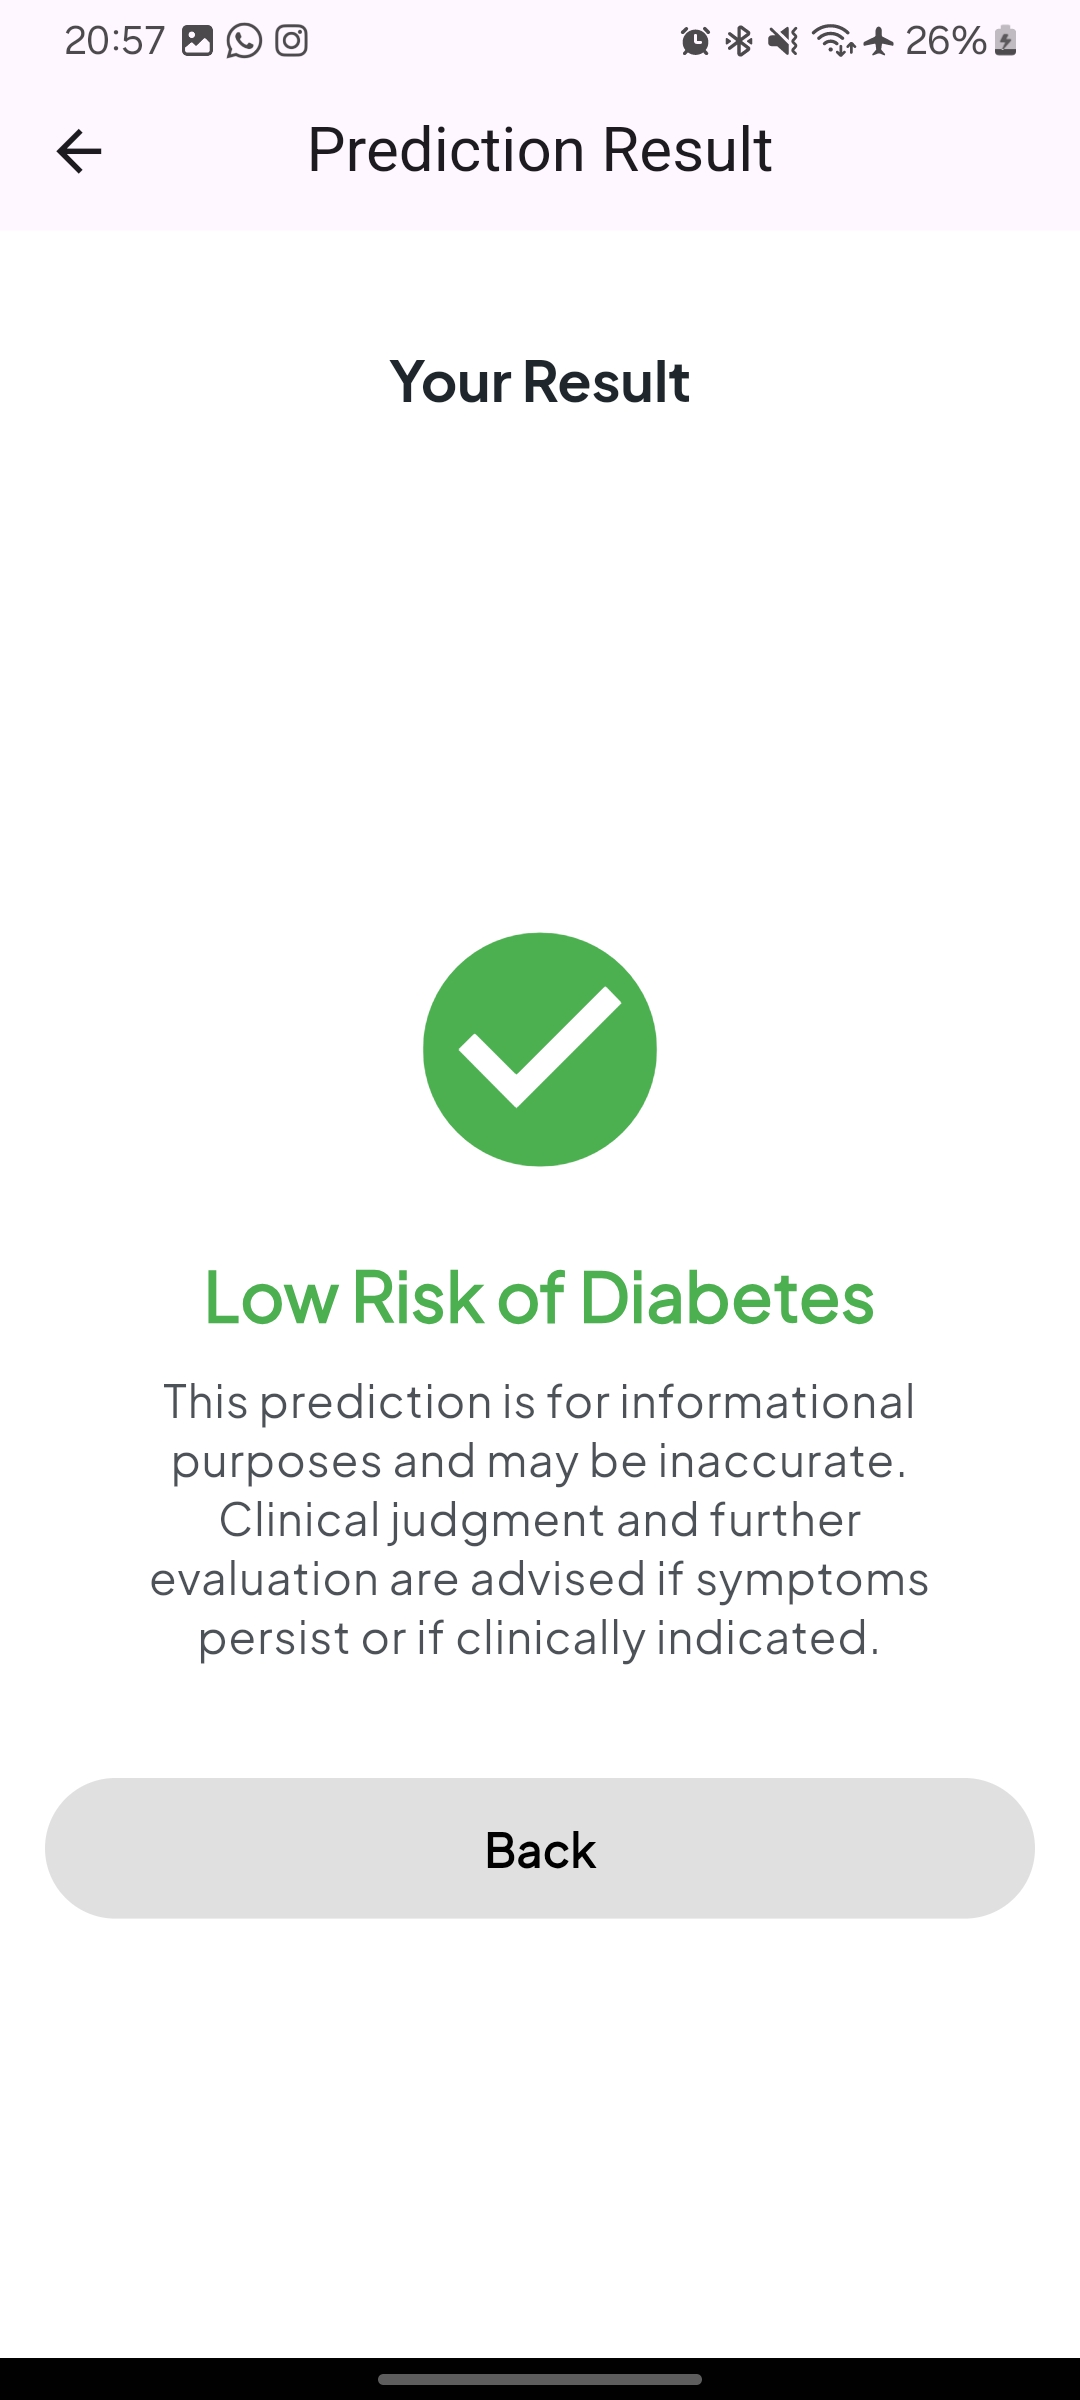 20:57 26%
Prediction Result
Your Result
Low Risk of Diabetes
This prediction is for informational
purposes and may be inaccurate.
Clinical judgment and further
evaluation are advised if symptoms
persist or if clinically indicated.
Back